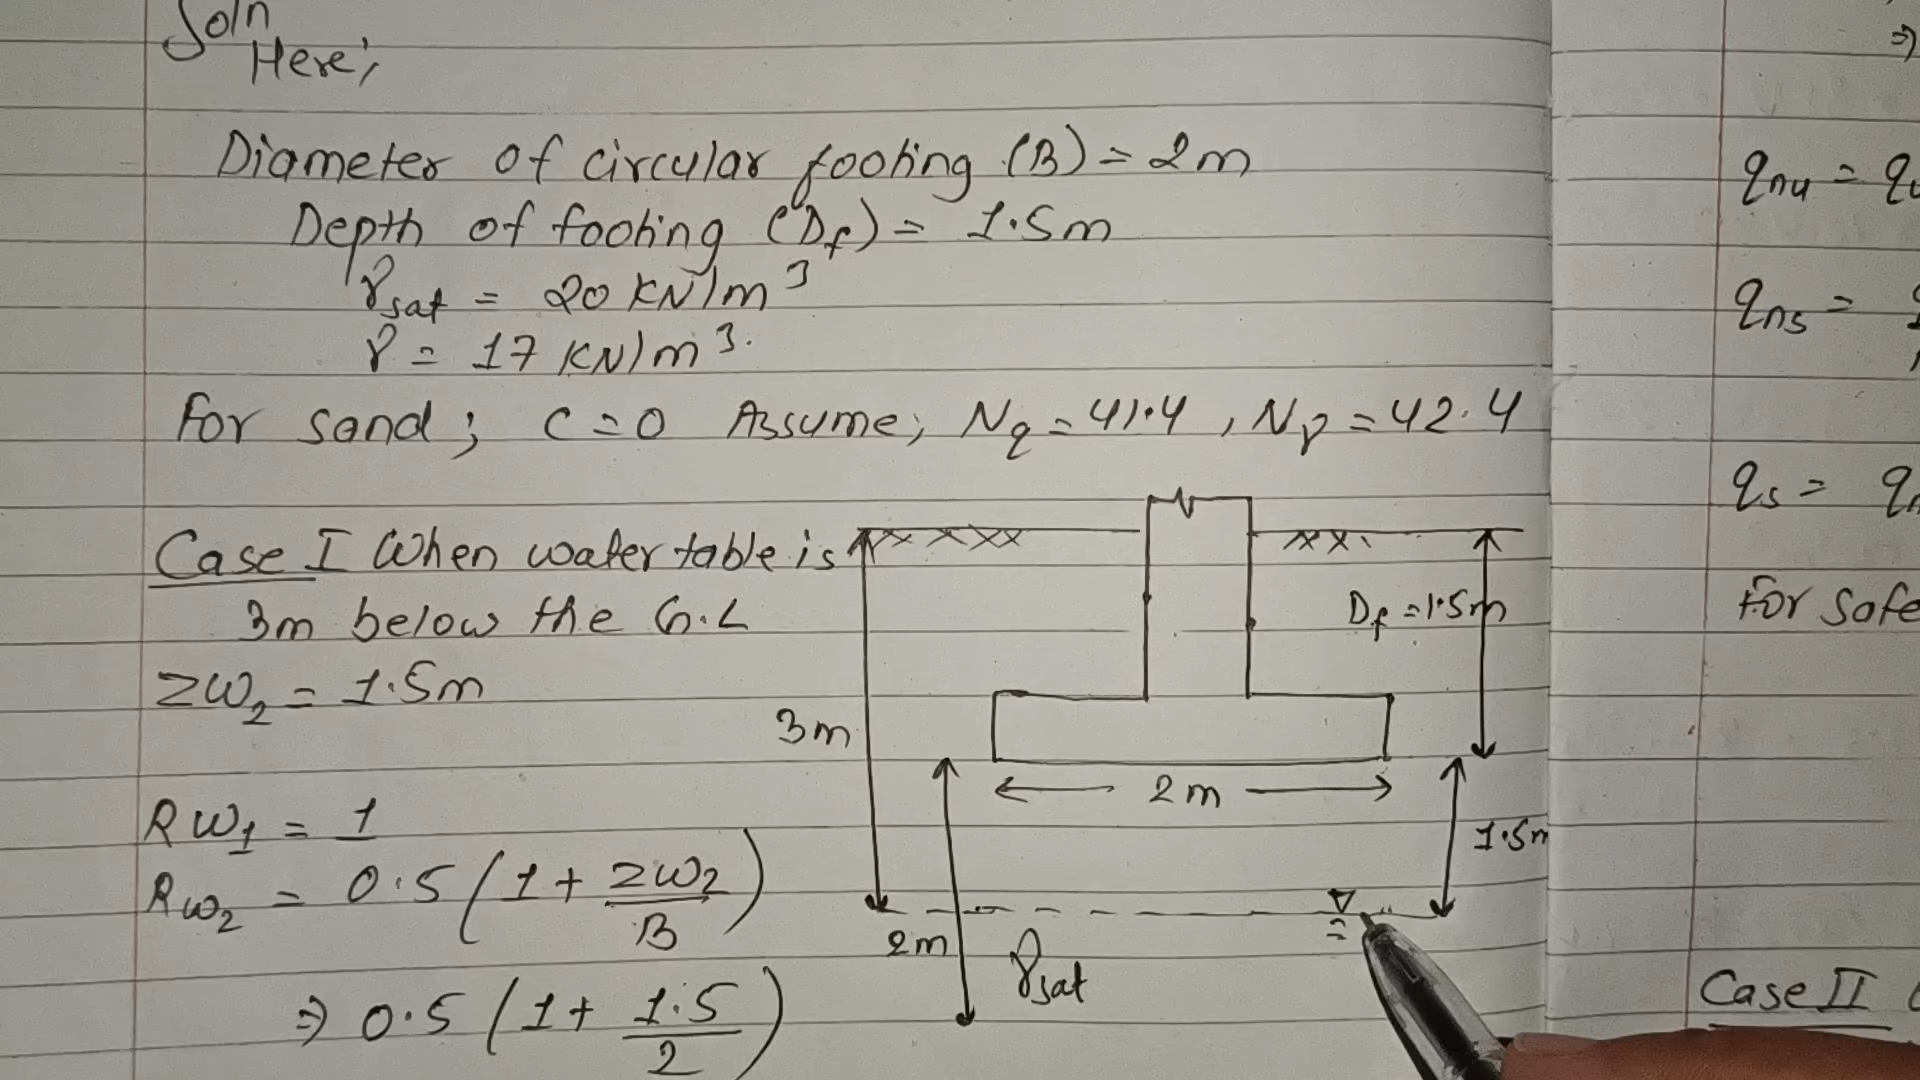 Soln
Here;
Diameter of circular footing (B) = 2m
Depth of footing (Df) = 1.5m
γsat = 20 KN/m³
γ = 17 KN/m³.
For sand; C=0 Assume; Nq = 41.4, Nγ = 42.4
Case I When water table is
3m below the G.L
ZW₂ = 1.5m
RW₁ = 1
RW₂ = 0.5 (1 + ZW₂/B)
⇒ 0.5 (1 + 1.5/2)
Df = 1.5m
3m
2m
1.5m
2m
γsat
⇒
qnu = q
qns =
qs = q
For safe
Case II